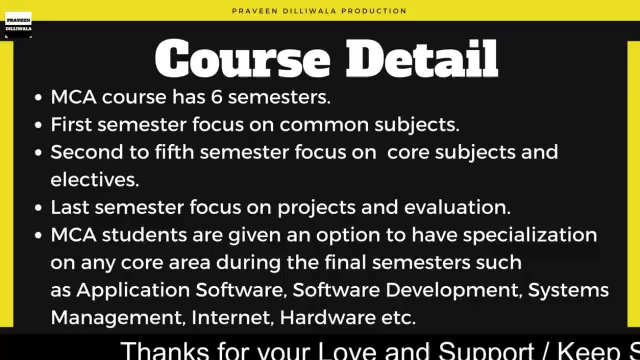 PRAVEEN DILLIWALA PRODUCTION
PRAVEEN
DILLIWALA
Course Detail
• MCA course has 6 semesters.
• First semester focus on common subjects.
• Second to fifth semester focus on core subjects and
electives.
• Last semester focus on projects and evaluation.
• MCA students are given an option to have specialization
on any core area during the final semesters such
as Application Software, Software Development, Systems
Management, Internet, Hardware etc.
Thanks for your Love and Support / Keep S